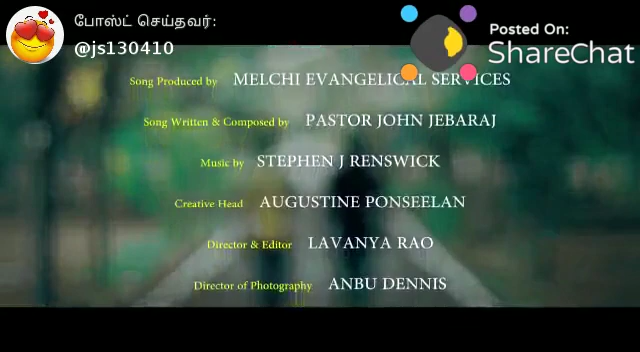 போஸ்ட் செய்தவர்:
@js130410
Posted On:
ShareChat
Song Produced by MELCHI EVANGELICAL SERVICES
Song Written & Composed by PASTOR JOHN JEBARAJ
Music by STEPHEN J RENSWICK
Creative Head AUGUSTINE PONSEELAN
Director & Editor LAVANYA RAO
Director of Photography ANBU DENNIS